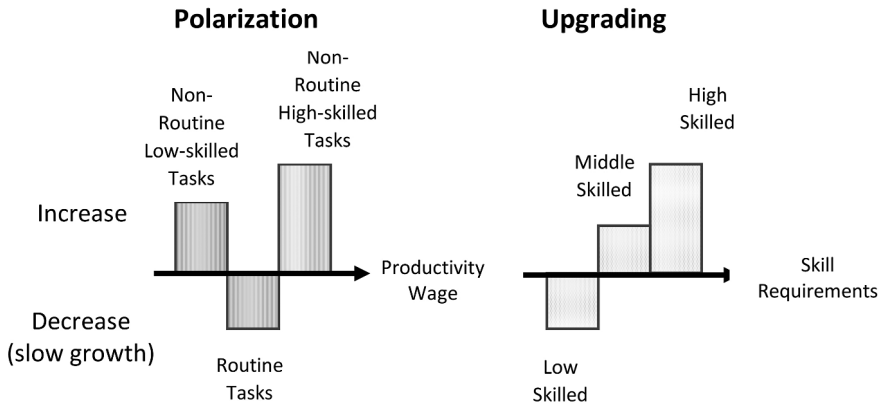 Polarization
Non-
Routine
Low-skilled
Tasks
Non-
Routine
High-skilled
Tasks
Increase
Decrease
(slow growth)
Productivity
Wage
Routine
Tasks
Upgrading
High
Skilled
Middle
Skilled
Skill
Requirements
Low
Skilled